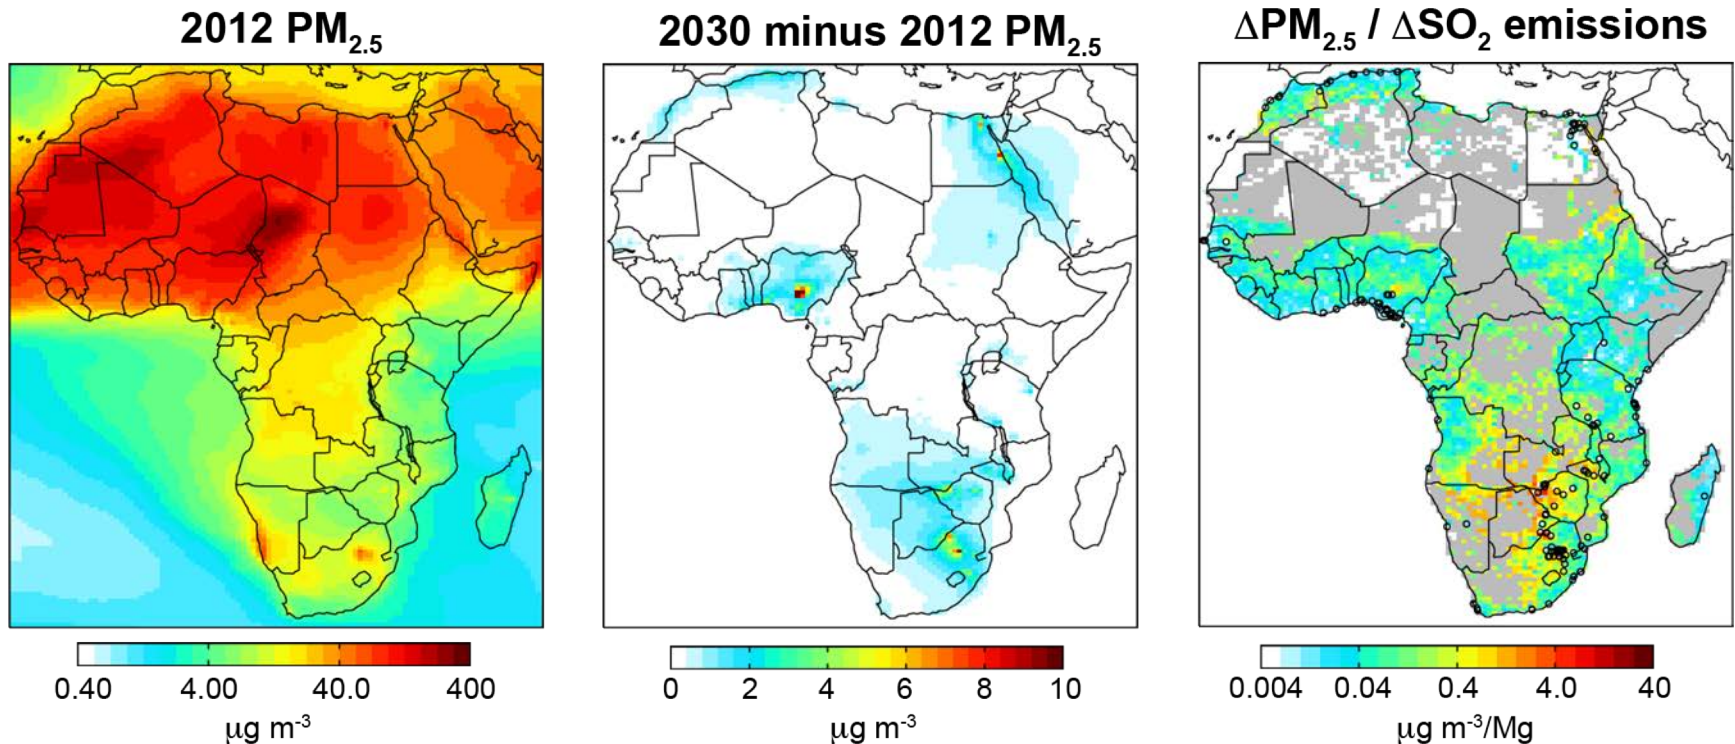 2012 PM2.5
2030 minus 2012 PM2.5
ΔPM2.5 / ΔSO2 emissions
0.40 4.00 40.0 400
μg m-3
0 2 4 6 8 10
μg m-3
0.004 0.04 0.4 4.0 40
μg m-3/Mg